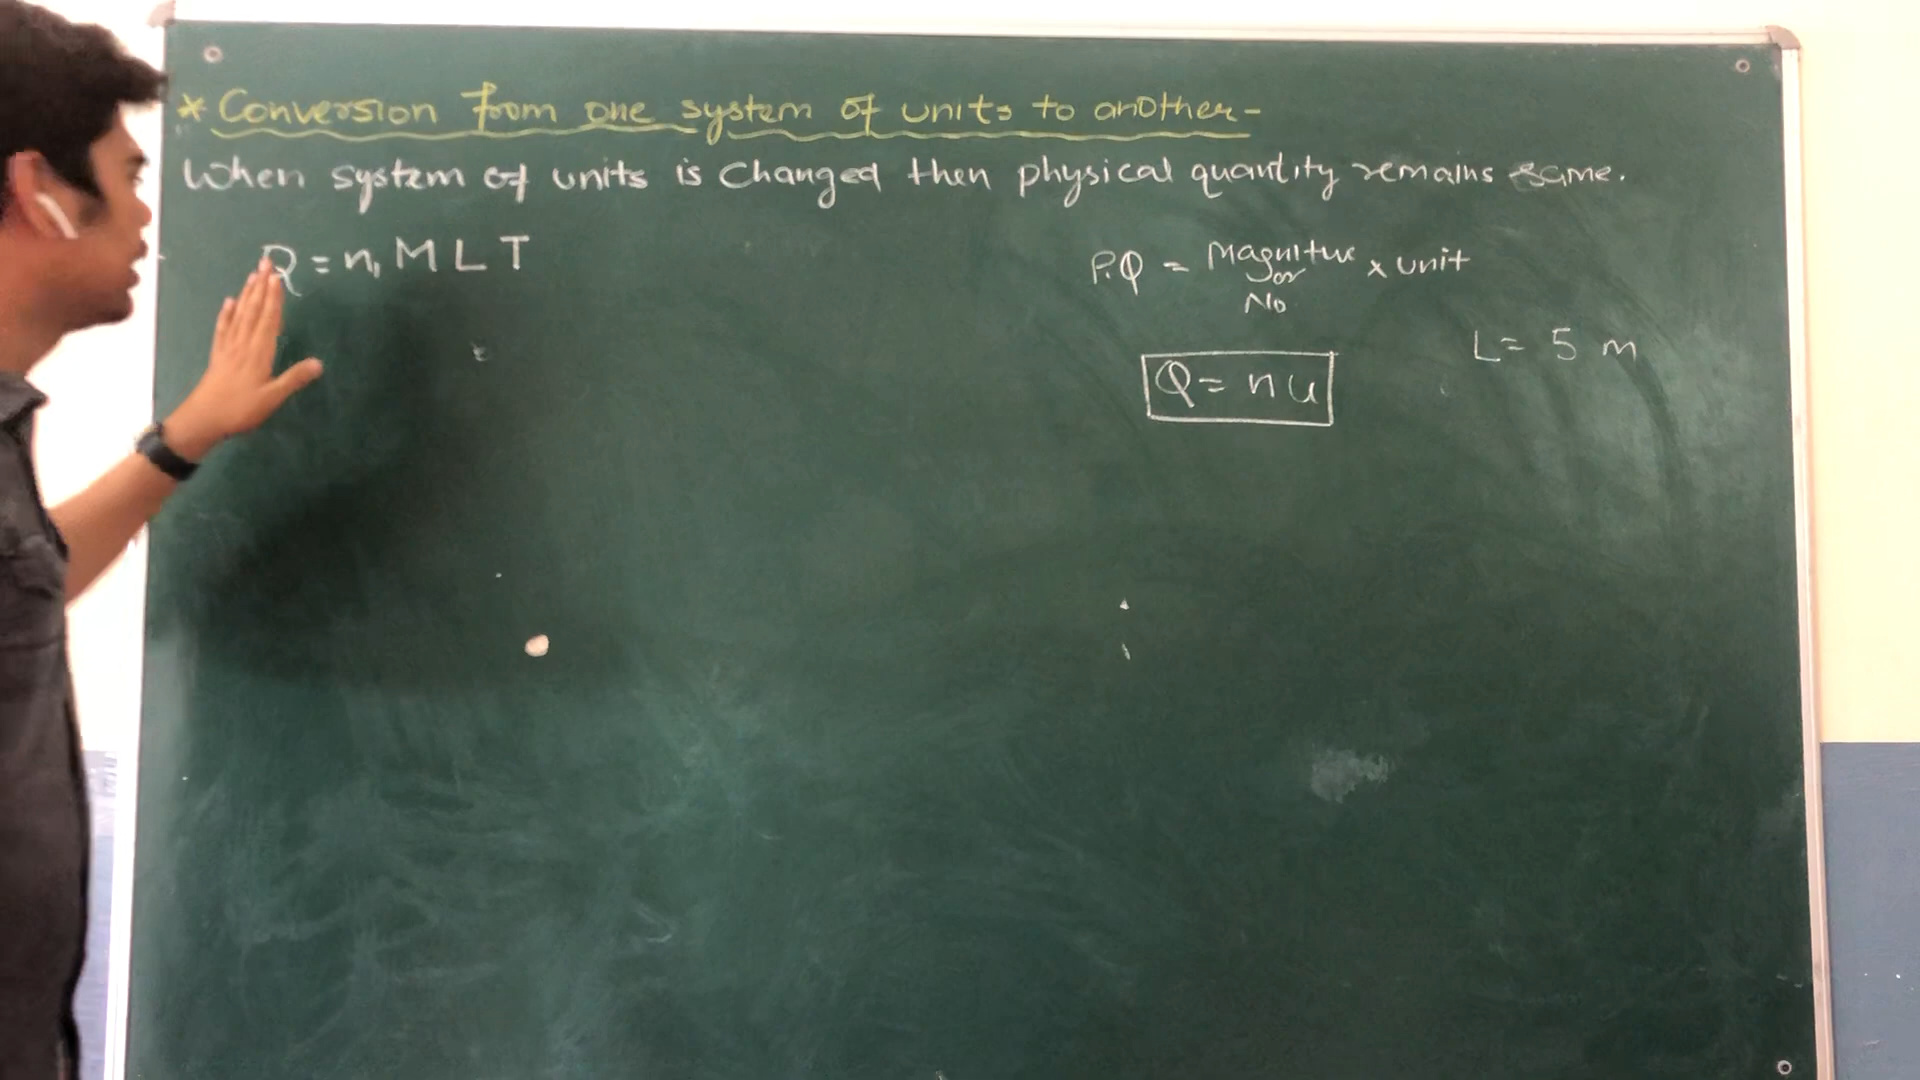 * Conversion from one system of units to another-
When system of units is changed then physical quantity remains same.
Q = n₁ M L T
P.Q = Magnitue or No x unit
L = 5 m
Q = nu